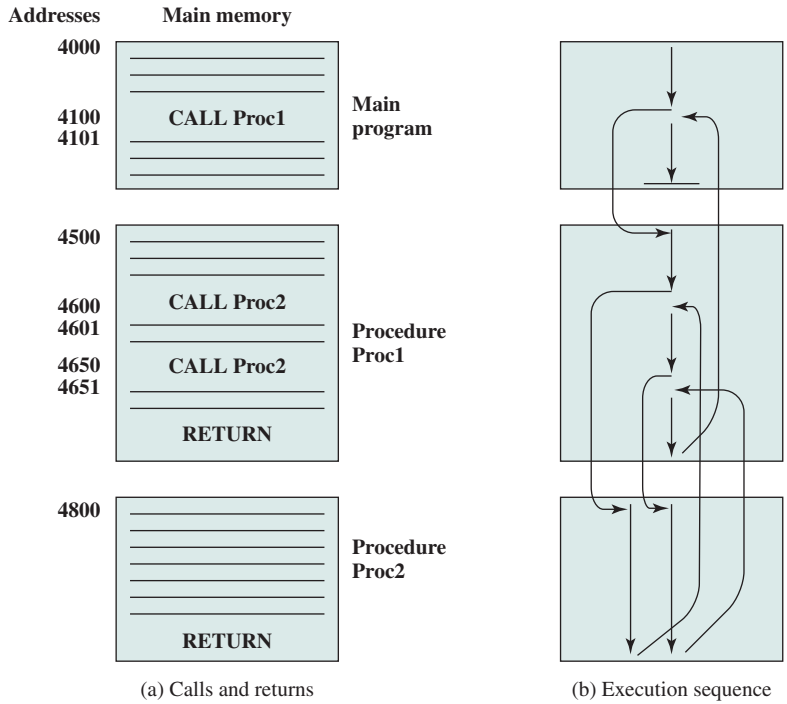 Addresses
Main memory
4000
4100
CALL Proc1
4101
Main
program
4500
CALL Proc2
4600
4601
CALL Proc2
4650
4651
RETURN
Procedure
Proc1
4800
RETURN
Procedure
Proc2
(a) Calls and returns
(b) Execution sequence